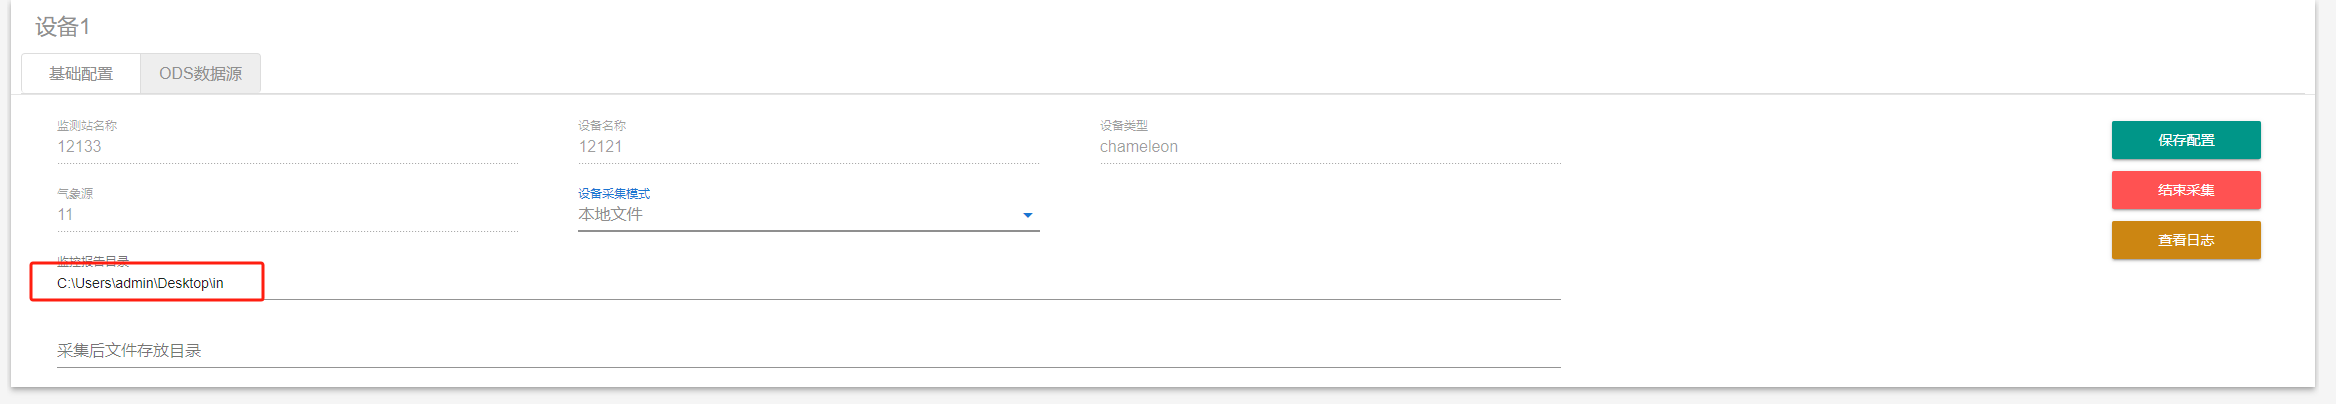 设备1
基础配置
ODS数据源
监测站名称
设备名称
设备类型
12133
12121
chameleon
保存配置
气象源
设备采集模式
结束采集
11
本地文件
查看日志
监控报告目录
C:\Users\admin\Desktop\in
采集后文件存放目录